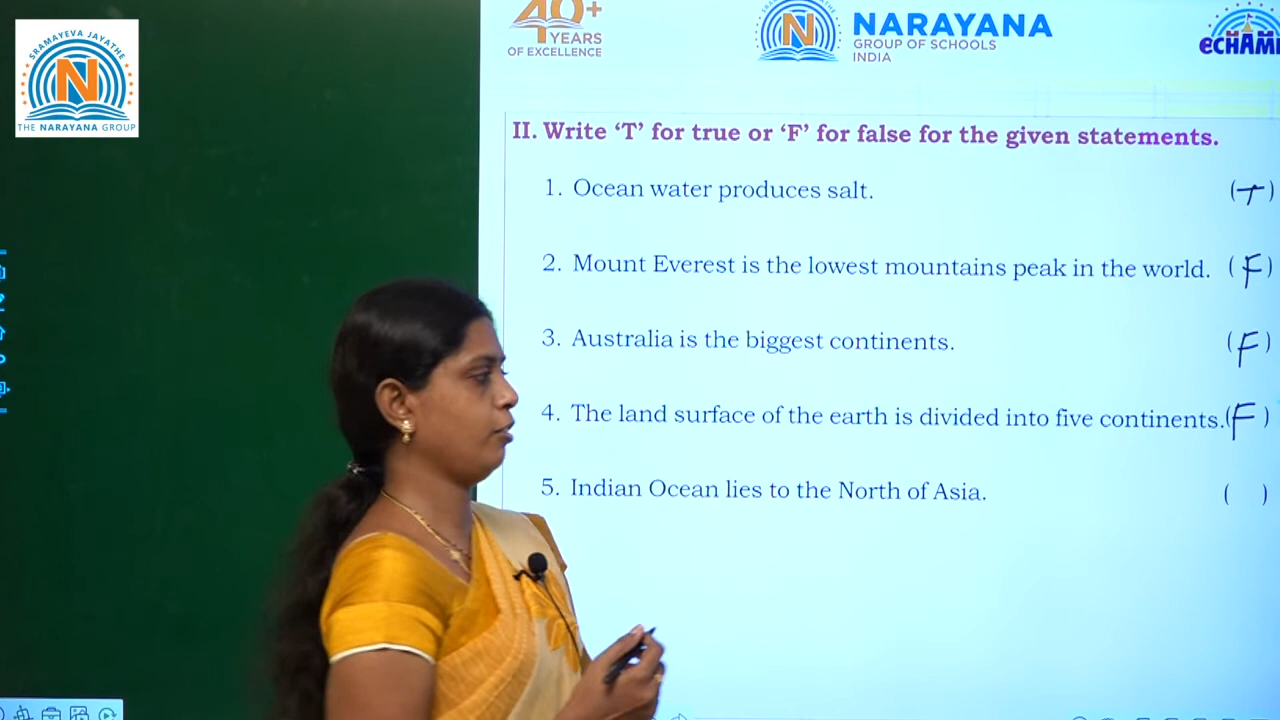 SRAMAYEVA JAYATHE
N
THE NARAYANA GROUP
40+
YEARS
OF EXCELLENCE
N
NARAYANA
GROUP OF SCHOOLS
INDIA
II. Write ‘T’ for true or ‘F’ for false for the given statements.
1. Ocean water produces salt. (T)
2. Mount Everest is the lowest mountains peak in the world. (F)
3. Australia is the biggest continents. (F)
4. The land surface of the earth is divided into five continents.(F)
5. Indian Ocean lies to the North of Asia. ( )